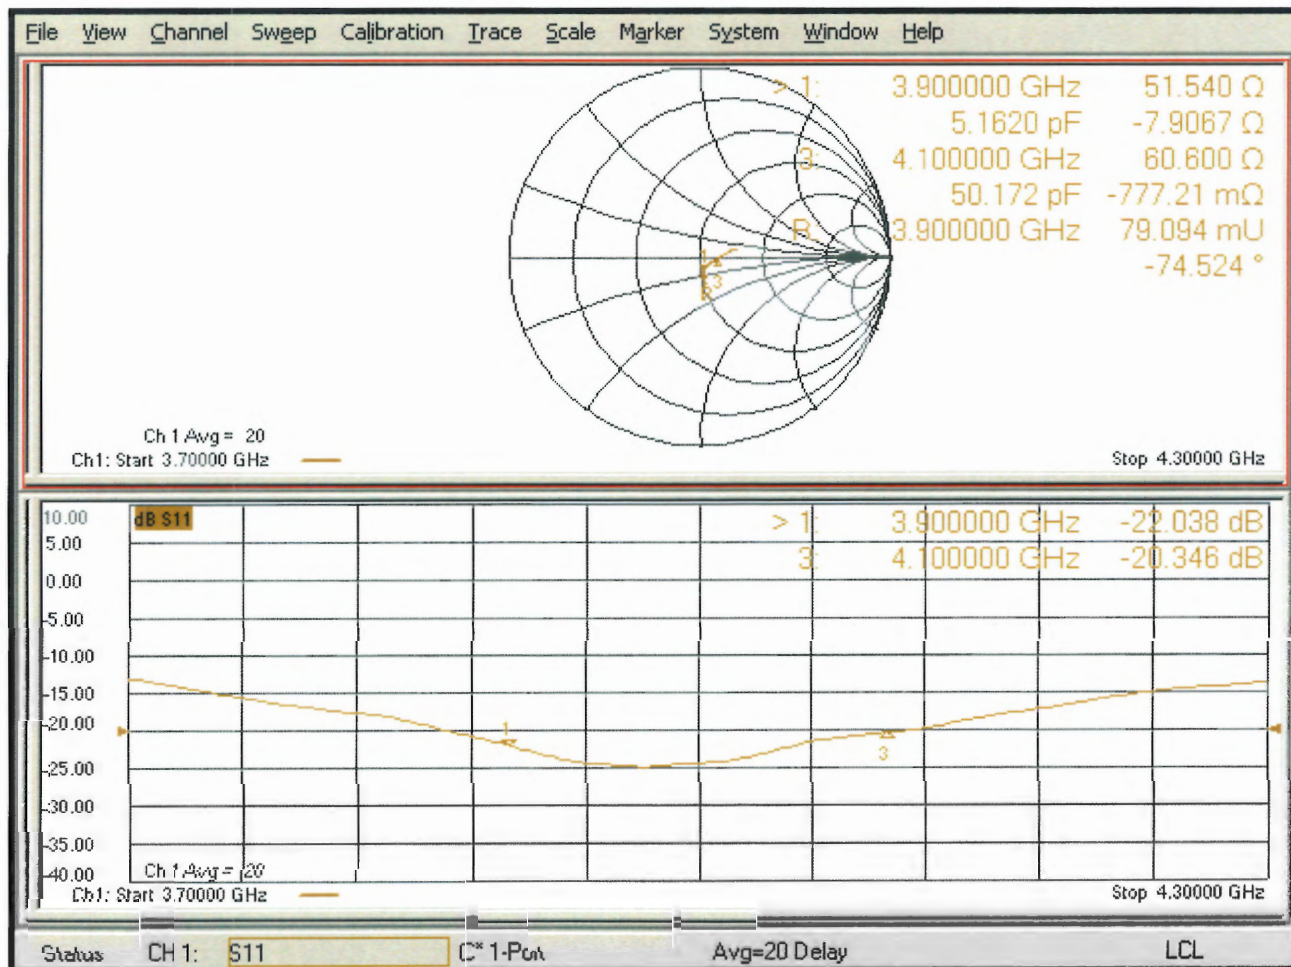 File View Channel Sweep Calibration Trace Scale Marker System Window Help
> 1: 3.900000 GHz 51.540 Ω
5.1620 pF -7.9067 Ω
3: 4.100000 GHz 60.600 Ω
50.172 pF -777.21 mΩ
R: 3.900000 GHz 79.094 mU
-74.524 °
1
3
R
Ch 1 Avg = 20
Ch1: Start 3.70000 GHz
Stop 4.30000 GHz
dB S11
> 1: 3.900000 GHz -22.038 dB
3: 4.100000 GHz -20.346 dB
10.00
5.00
0.00
-5.00
-10.00
-15.00
-20.00
-25.00
-30.00
-35.00
-40.00
1
3
Ch 1 Avg = 20
Ch1: Start 3.70000 GHz
Stop 4.30000 GHz
Status CH 1: S11 C* 1-Port Avg=20 Delay LCL